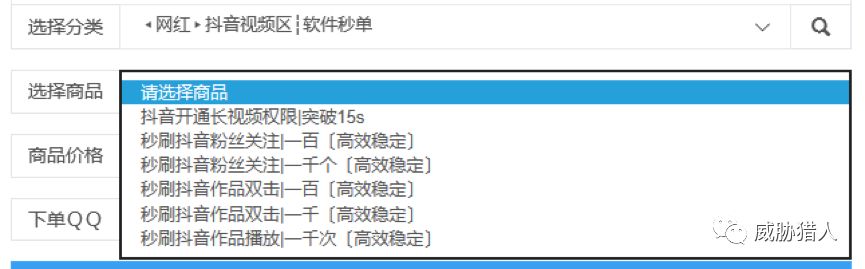 选择分类
◂网红▸抖音视频区┆软件秒单
选择商品
请选择商品
抖音开通长视频权限|突破15s
秒刷抖音粉丝关注|一百〔高效稳定〕
秒刷抖音粉丝关注|一千个〔高效稳定〕
秒刷抖音作品双击|一百〔高效稳定〕
秒刷抖音作品双击|一千〔高效稳定〕
秒刷抖音作品播放|一千次〔高效稳定〕
商品价格
下单ＱＱ
威胁猎人